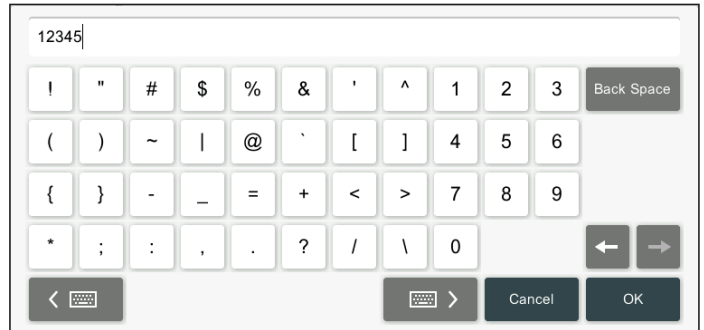 12345
! " # $ % & ' ^ 1 2 3 Back Space
( ) ~ | @ ` [ ] 4 5 6
{ } - _ = + < > 7 8 9
* ; : , . ? / \ 0
Cancel OK